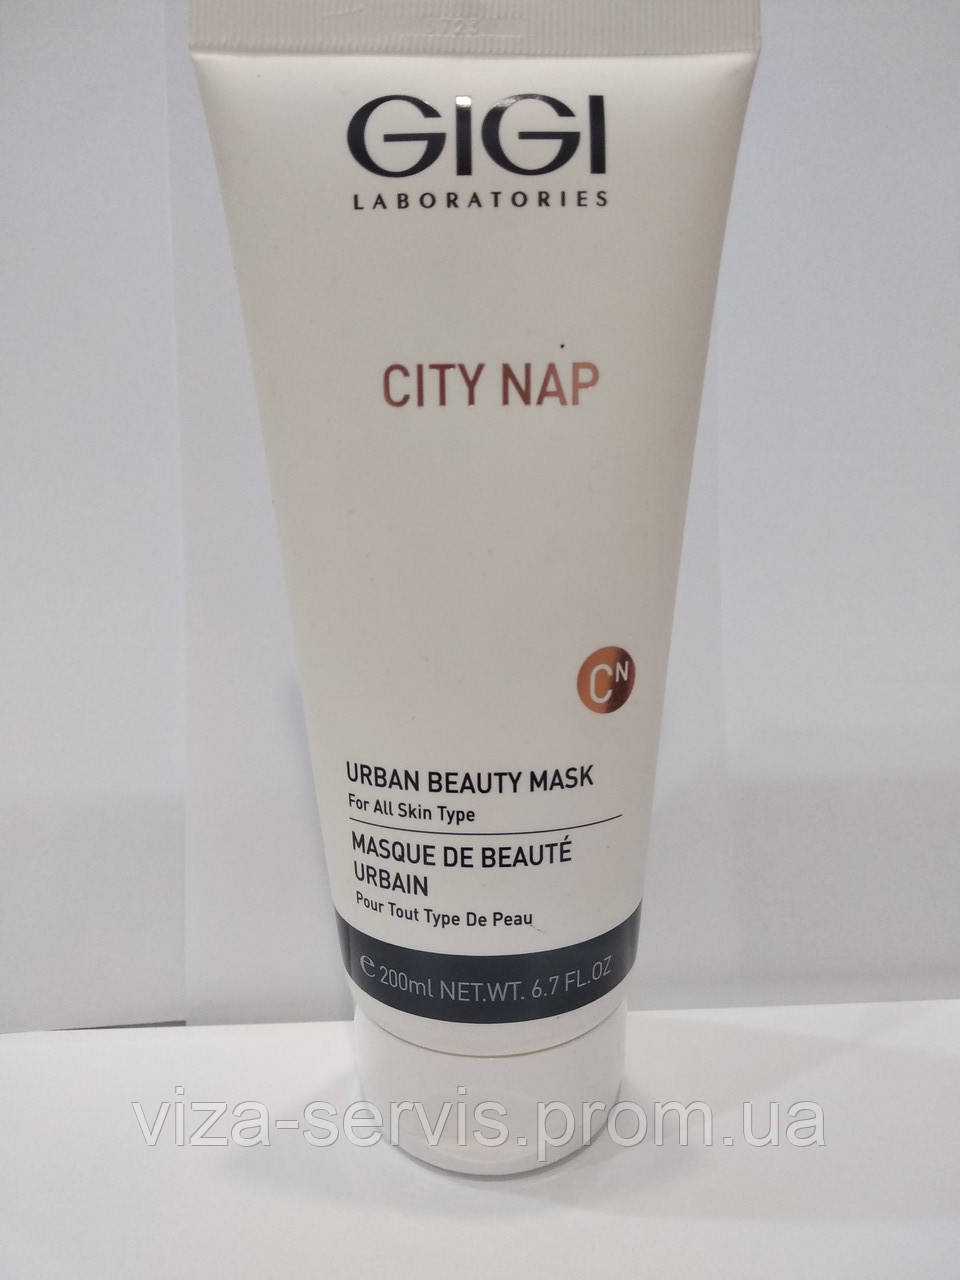 GIGI
LABORATORIES
CITY NAP
CN
URBAN BEAUTY MASK
For All Skin Type
MASQUE DE BEAUTÉ
URBAIN
Pour Tout Type De Peau
℮ 200ml NET.WT. 6.7 FL.OZ
viza-servis.prom.ua